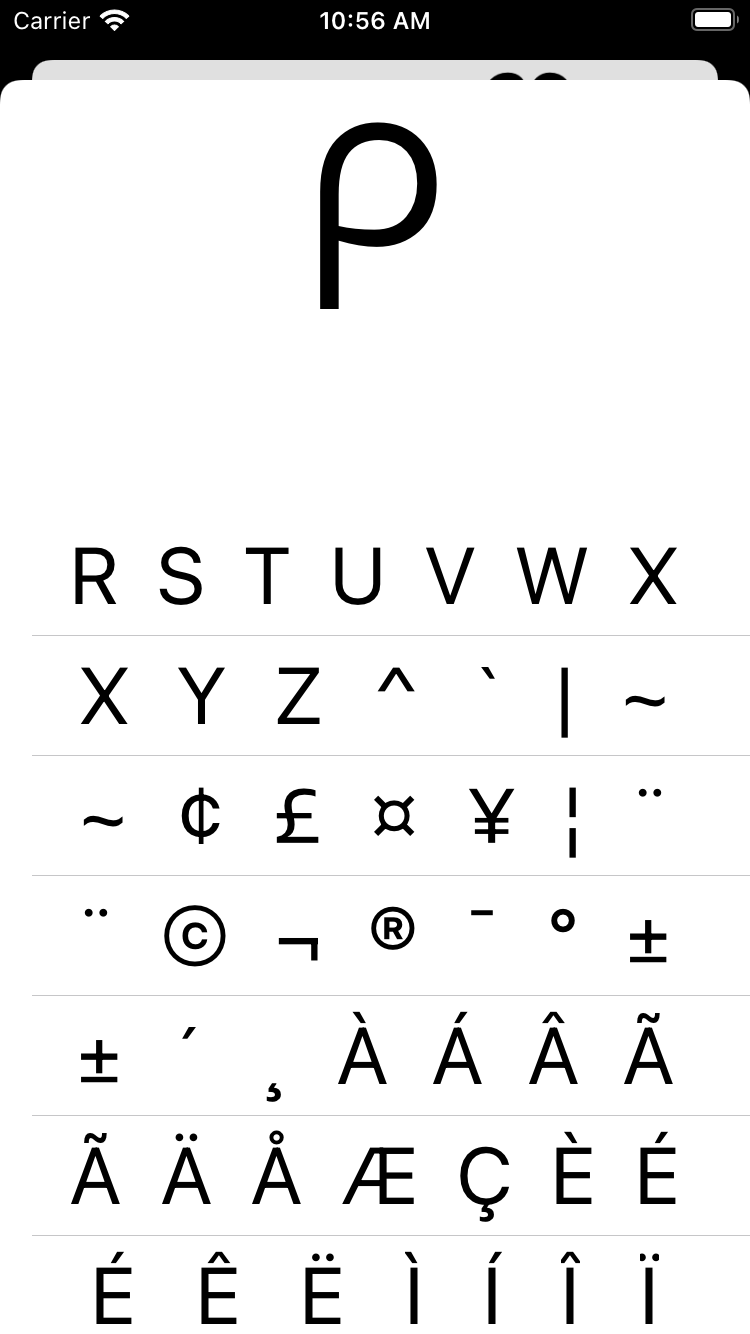 Carrier 10:56 AM
ρ
R S T U V W X
X Y Z ^ ` | ~
~ ¢ £ ¤ ¥ ¦ ¨
¨ © ¬ ® ¯ ° ±
± ´ ¸ À Á Â Ã
Ã Ä Å Æ Ç È É
É Ê Ë Ì Í Î Ï